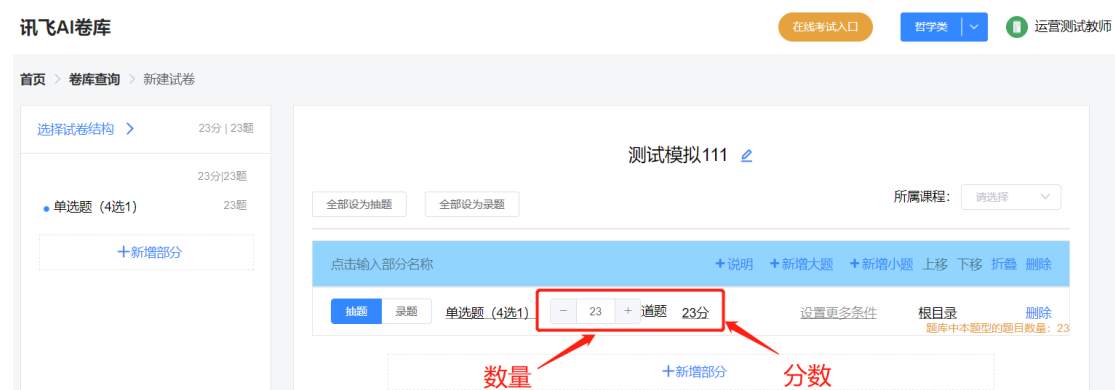 讯飞AI卷库
在线考试入口 哲学类 运营测试教师
首页 > 卷库查询 > 新建试卷
选择试卷结构 > 23分 | 23题
23分|23题
单选题（4选1） 23题
+新增部分
测试模拟111
全部设为抽题 全部设为录题 所属课程： 请选择
点击输入部分名称 +说明 +新增大题 +新增小题 上移 下移 折叠 删除
抽题 录题 单选题（4选1） - 23 + 道题 23分 设置更多条件 根目录 删除
题库中本题型的题目数量：23
+新增部分
数量 分数